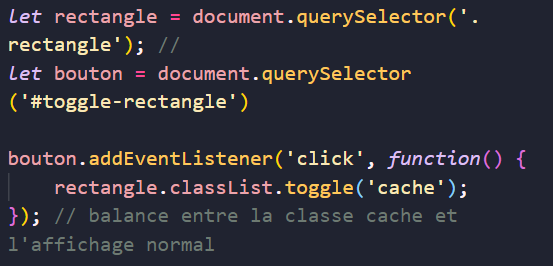 let rectangle = document.querySelector('.
rectangle'); //
let bouton = document.querySelector
('#toggle-rectangle')
bouton.addEventListener('click', function() {
    rectangle.classList.toggle('cache');
}); // balance entre la classe cache et
l'affichage normal